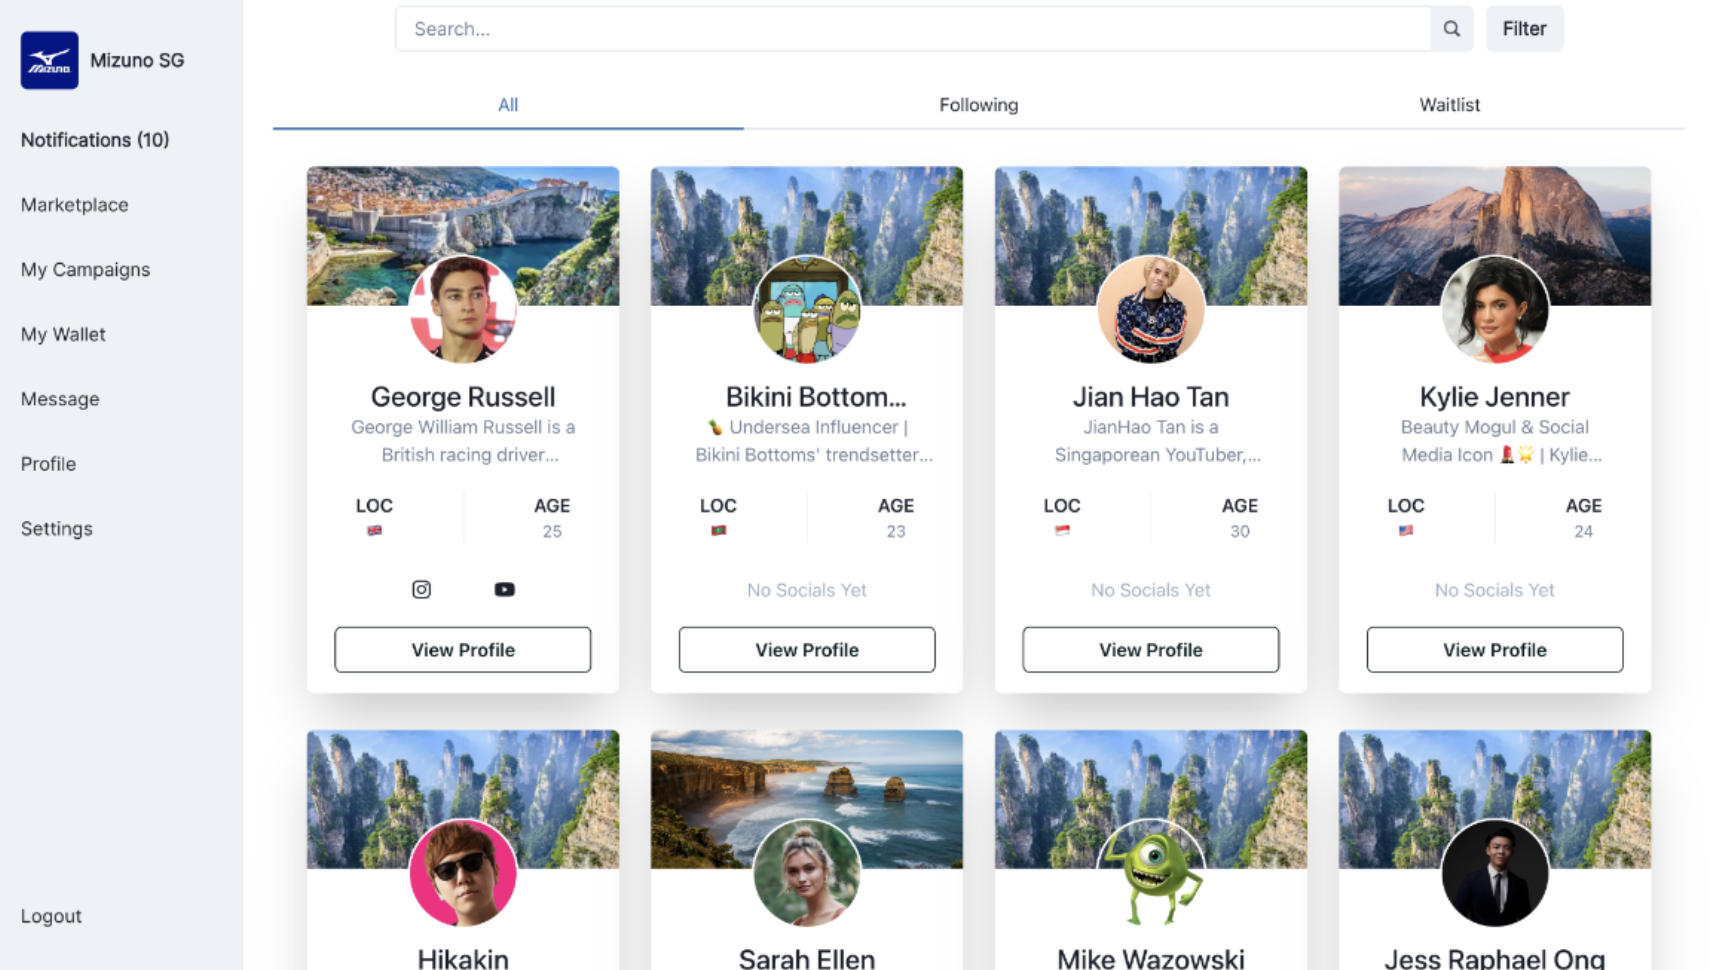 Mizuno
Mizuno SG
Notifications (10)
Marketplace
My Campaigns
My Wallet
Message
Profile
Settings
Logout
Search...
Filter
All
Following
Waitlist
George Russell
George William Russell is a
British racing driver...
LOC
AGE
25
View Profile
Bikini Bottom...
🍍 Undersea Influencer |
Bikini Bottoms' trendsetter...
LOC
AGE
23
No Socials Yet
View Profile
Jian Hao Tan
JianHao Tan is a
Singaporean YouTuber,...
LOC
AGE
30
No Socials Yet
View Profile
Kylie Jenner
Beauty Mogul & Social
Media Icon 💄🌟 | Kylie...
LOC
AGE
24
No Socials Yet
View Profile
Hikakin
Sarah Ellen
Mike Wazowski
Jess Raphael Ong